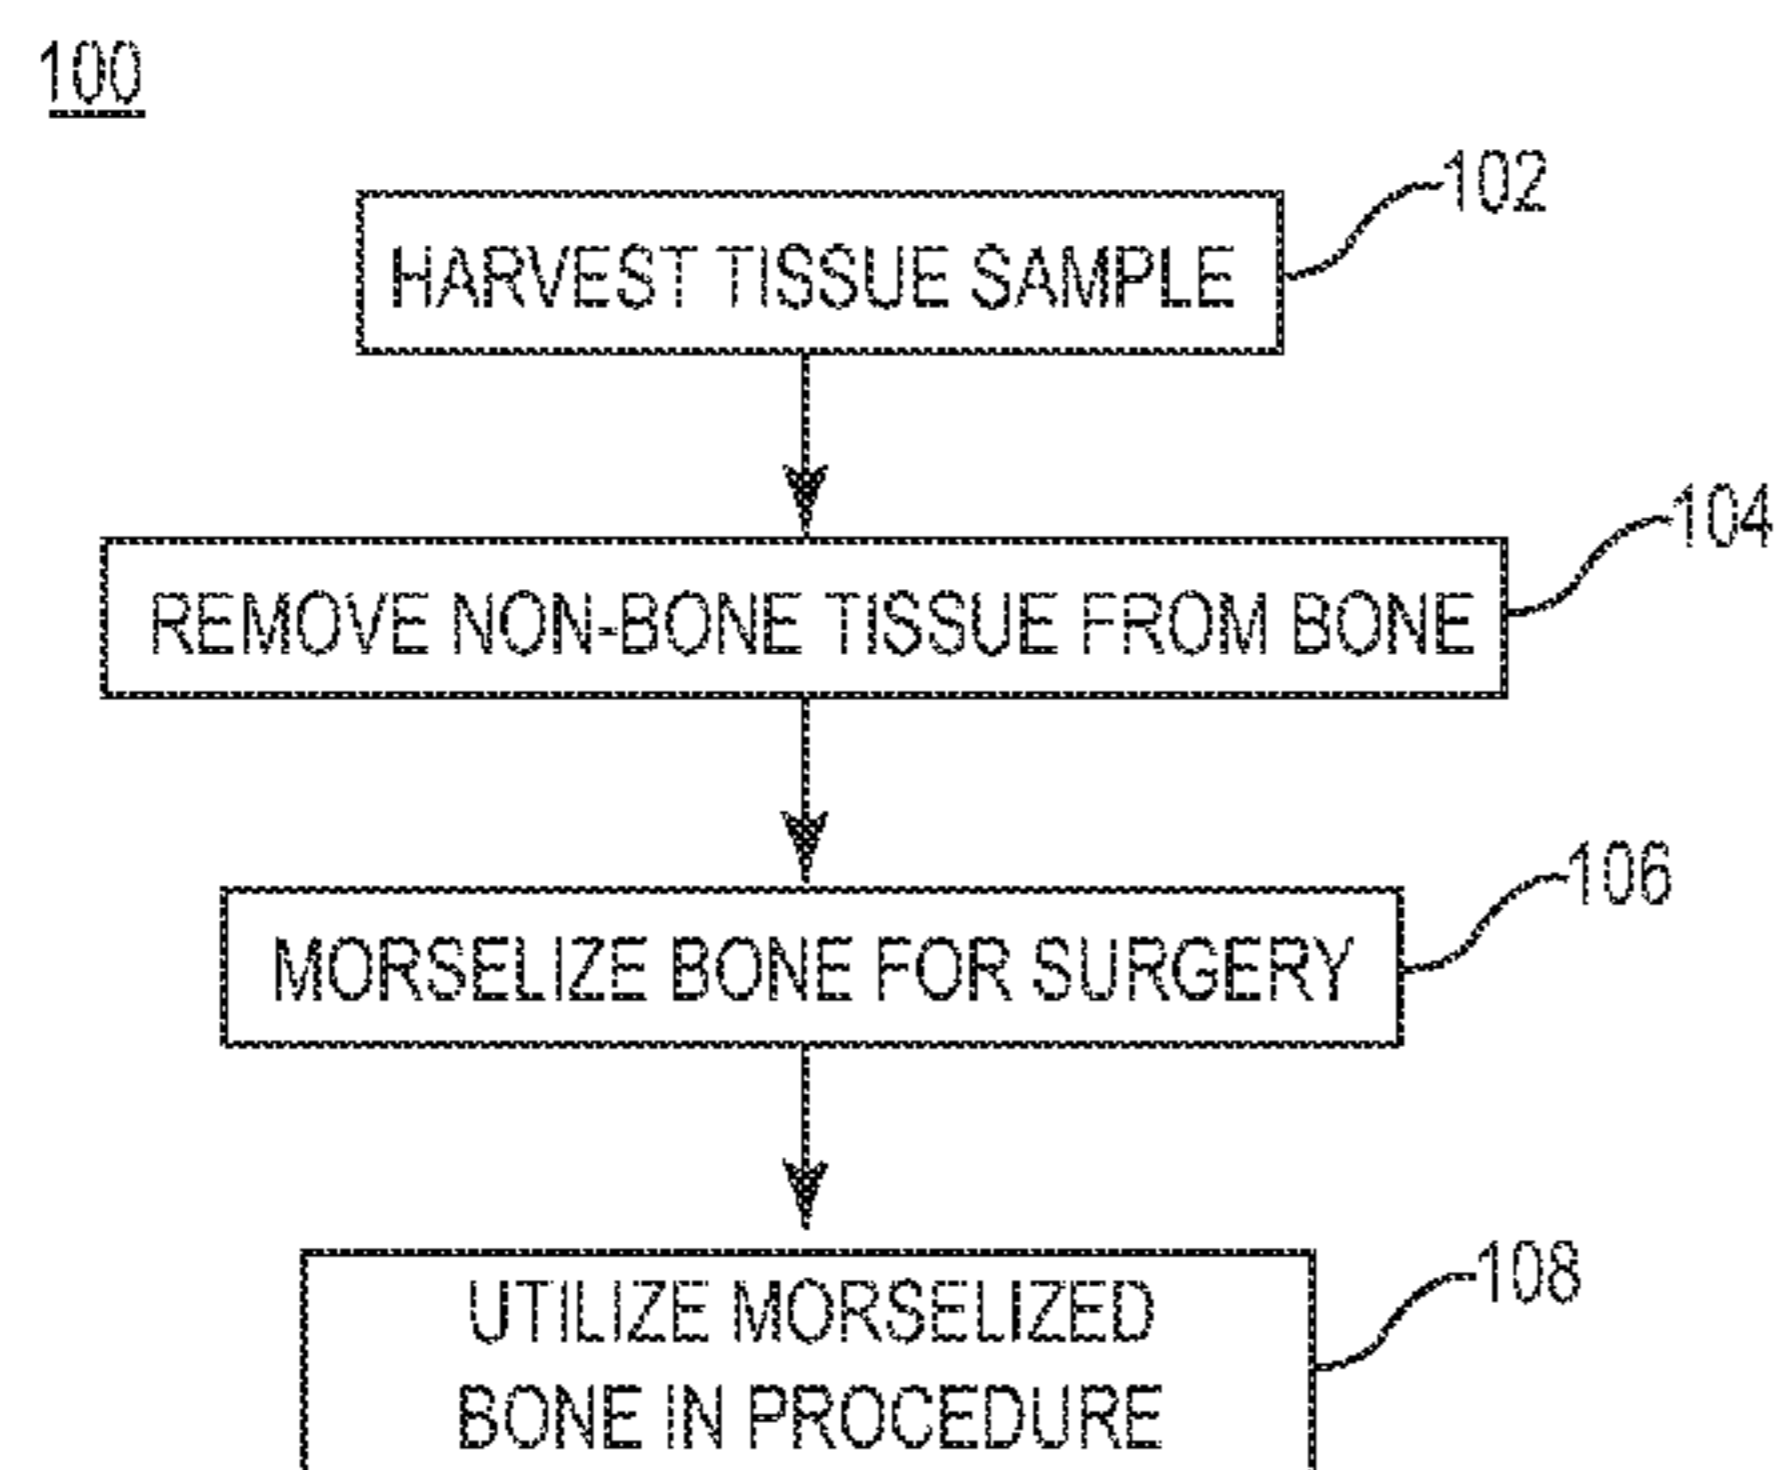 100
102
HARVEST TISSUE SAMPLE
104
REMOVE NON-BONE TISSUE FROM BONE
106
MORSELIZE BONE FOR SURGERY
108
UTILIZE MORSELIZED
BONE IN PROCEDURE